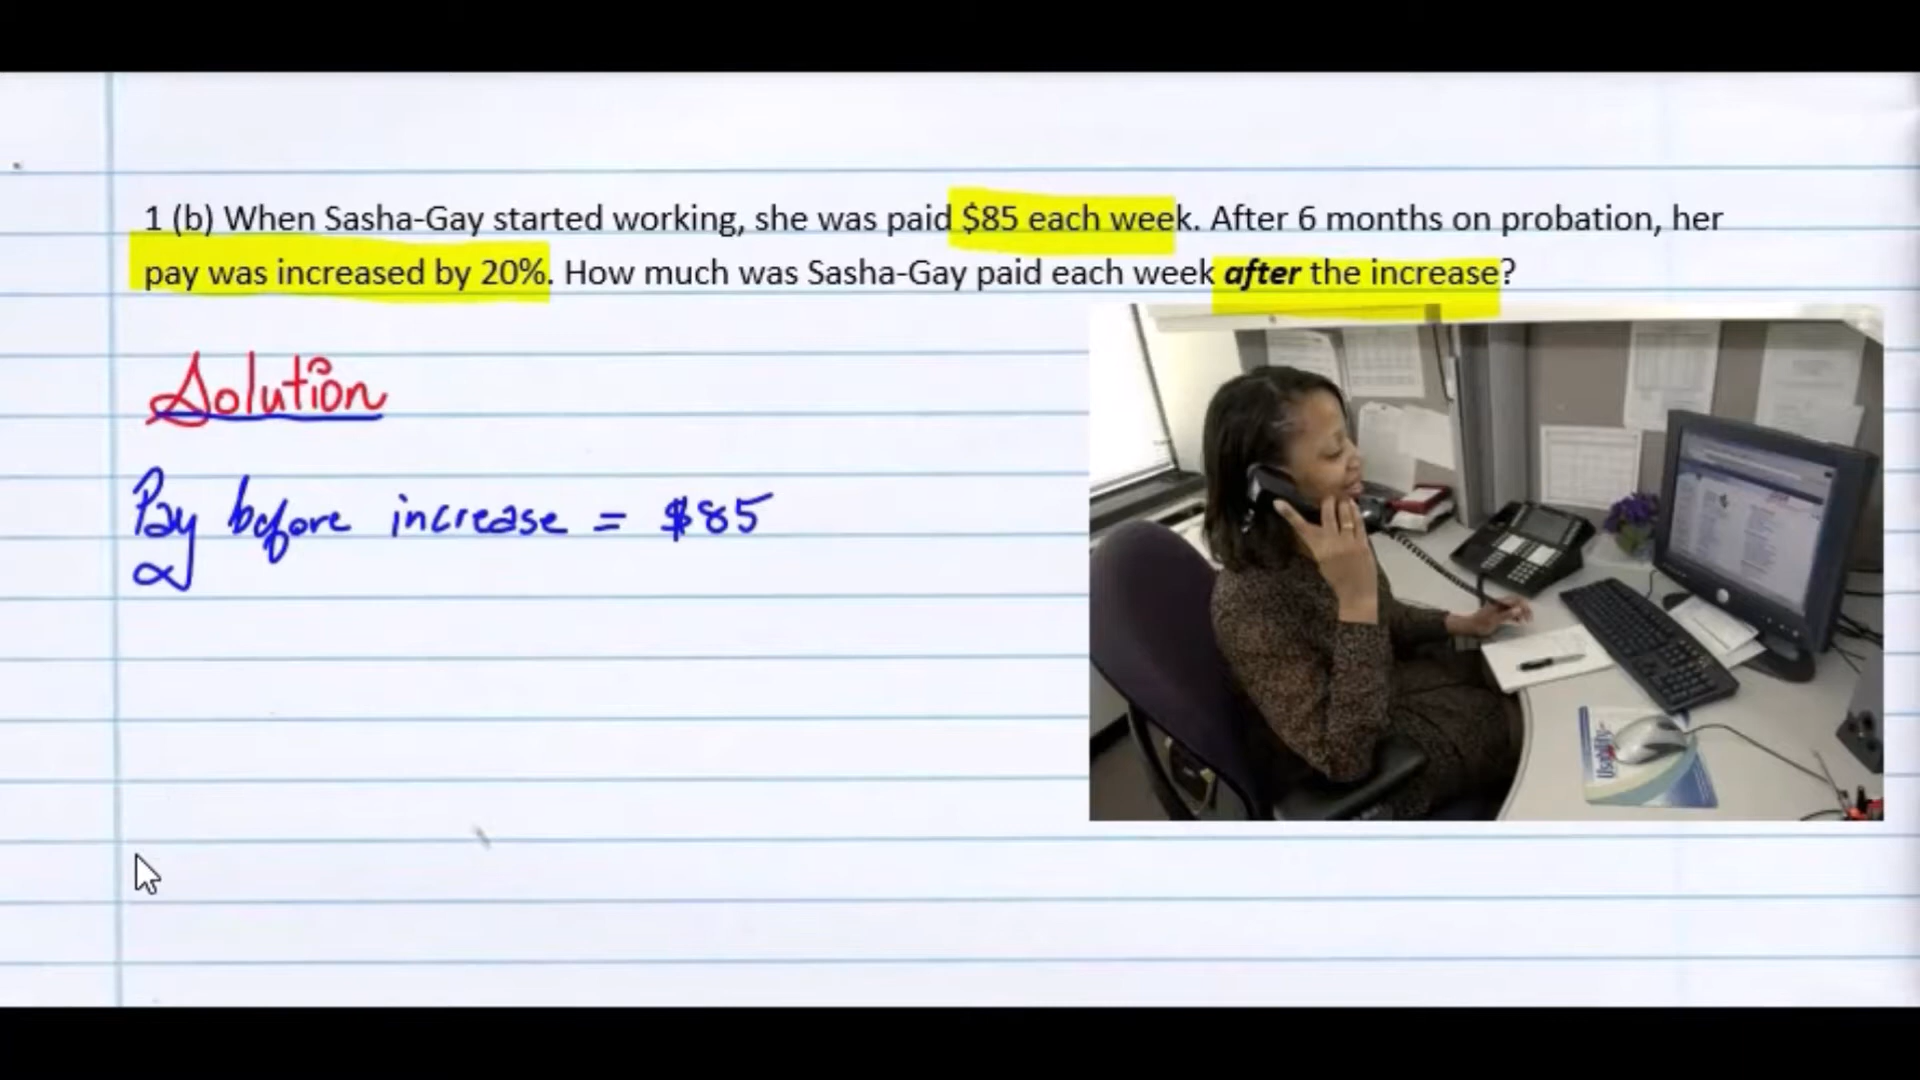 1 (b) When Sasha-Gay started working, she was paid $85 each week. After 6 months on probation, her
pay was increased by 20%. How much was Sasha-Gay paid each week after the increase?
Solution
Pay before increase = $85
Usability